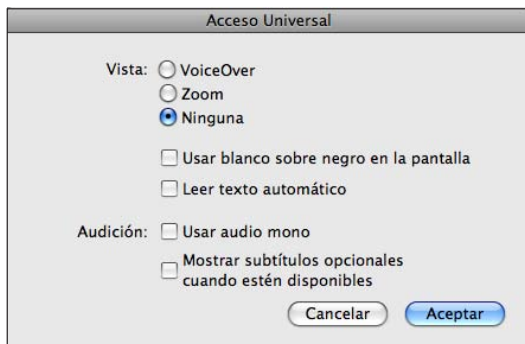 Acceso Universal
Vista: VoiceOver
Zoom
Ninguna
Usar blanco sobre negro en la pantalla
Leer texto automático
Audición: Usar audio mono
Mostrar subtítulos opcionales
cuando estén disponibles
Cancelar Aceptar